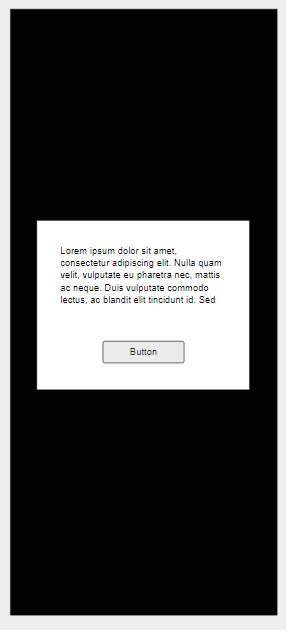 Lorem ipsum dolor sit amet,
consectetur adipiscing elit. Nulla quam
velit, vulputate eu pharetra nec, mattis
ac neque. Duis vulputate commodo
lectus, ac blandit elit tincidunt id. Sed
Button